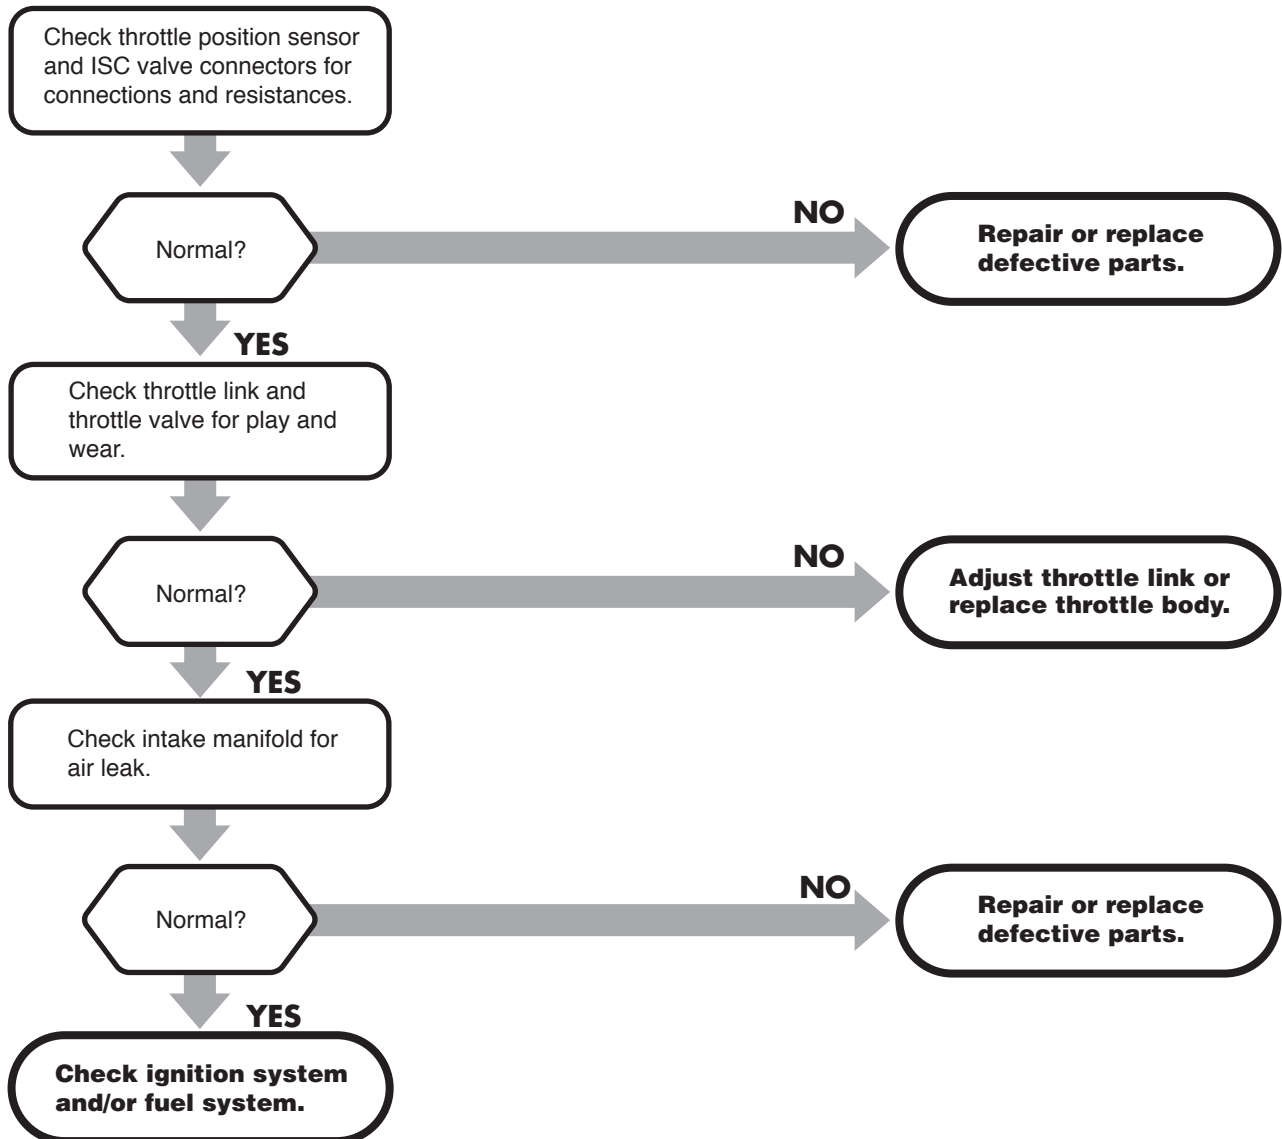 Check throttle position sensor
and ISC valve connectors for
connections and resistances.
Normal?
NO
Repair or replace
defective parts.
YES
Check throttle link and
throttle valve for play and
wear.
Normal?
NO
Adjust throttle link or
replace throttle body.
YES
Check intake manifold for
air leak.
Normal?
NO
Repair or replace
defective parts.
YES
Check ignition system
and/or fuel system.